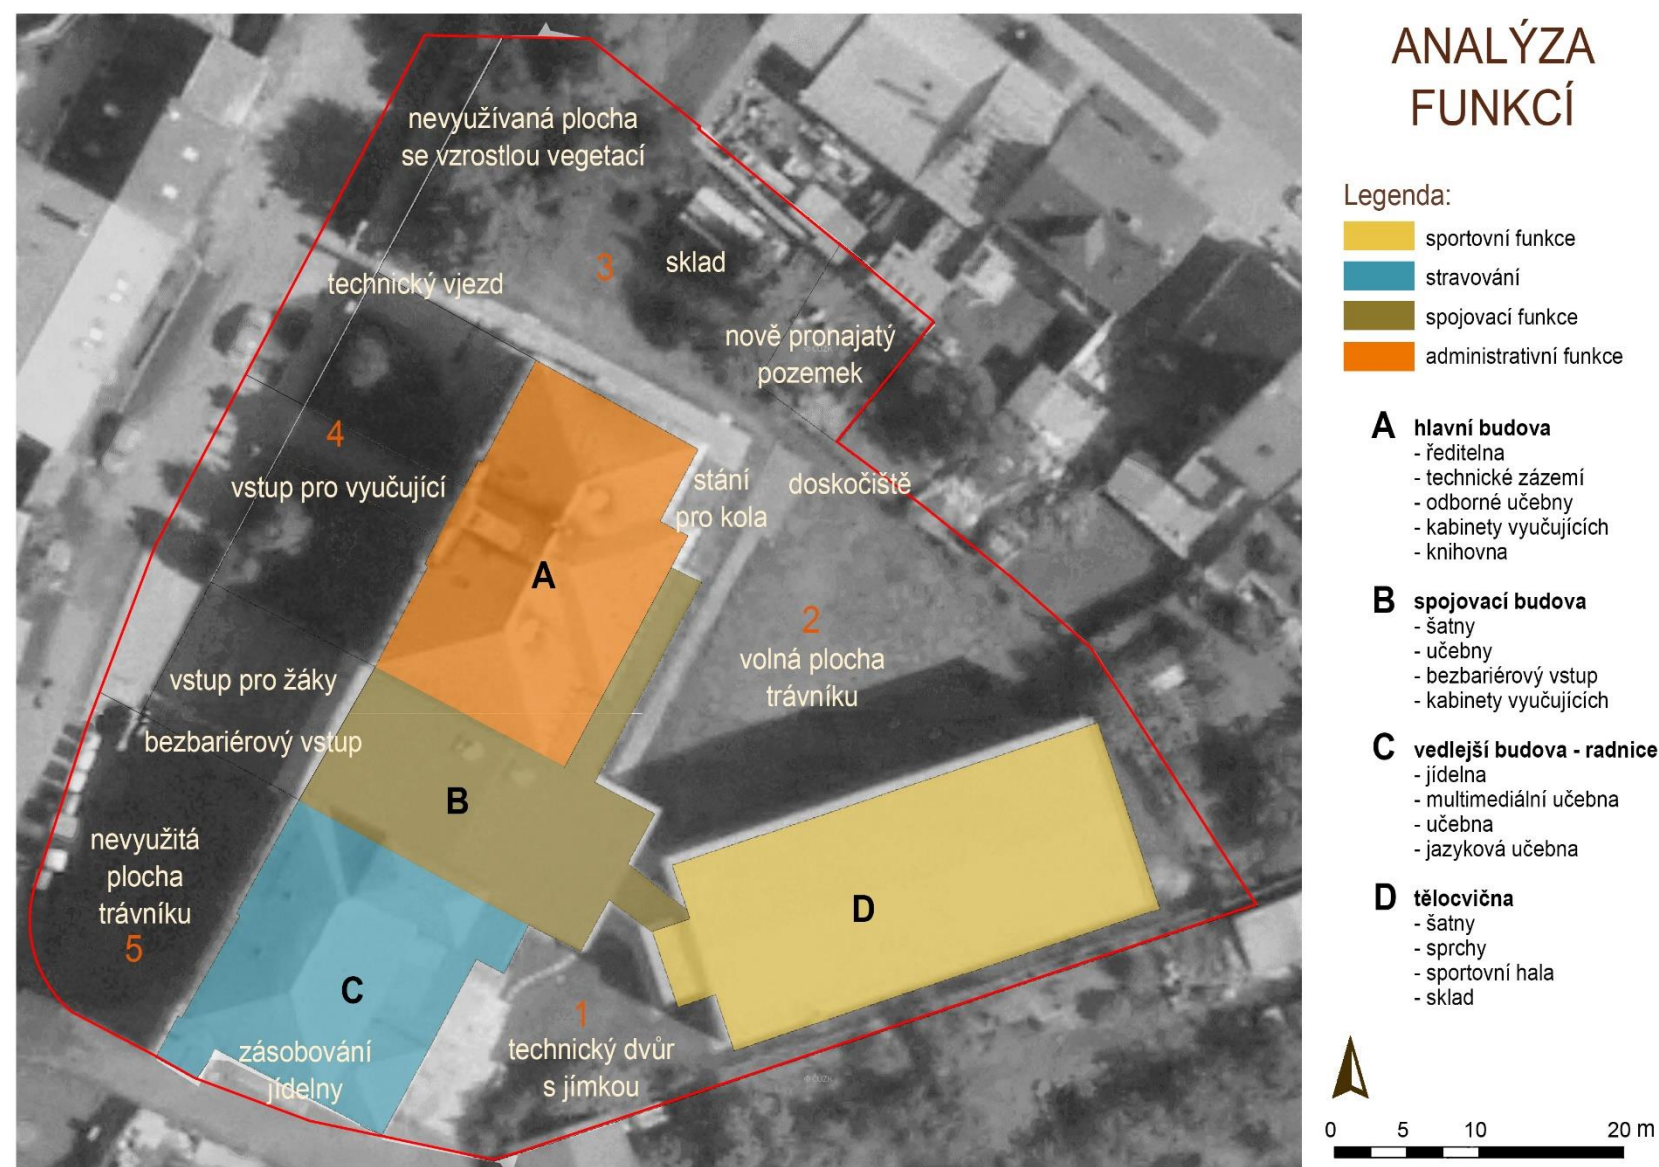 ANALÝZA
FUNKCÍ
Legenda:
sportovní funkce
stravování
spojovací funkce
administrativní funkce
A hlavní budova
- ředitelna
- technické zázemí
- odborné učebny
- kabinety vyučujících
- knihovna
B spojovací budova
- šatny
- učebny
- bezbariérový vstup
- kabinety vyučujících
C vedlejší budova - radnice
- jídelna
- multimediální učebna
- učebna
- jazyková učebna
D tělocvična
- šatny
- sprchy
- sportovní hala
- sklad
0 5 10 20 m
nevyužívaná plocha
se vzrostlou vegetací
3
sklad
technický vjezd
nově pronajatý
pozemek
4
vstup pro vyučující
stání
pro kola
doskočiště
A
2
volná plocha
trávníku
vstup pro žáky
bezbariérový vstup
B
nevyužitá
plocha
trávníku
5
D
C
1
technický dvůr
s jímkou
zásobování
jídelny
© ČÚZK